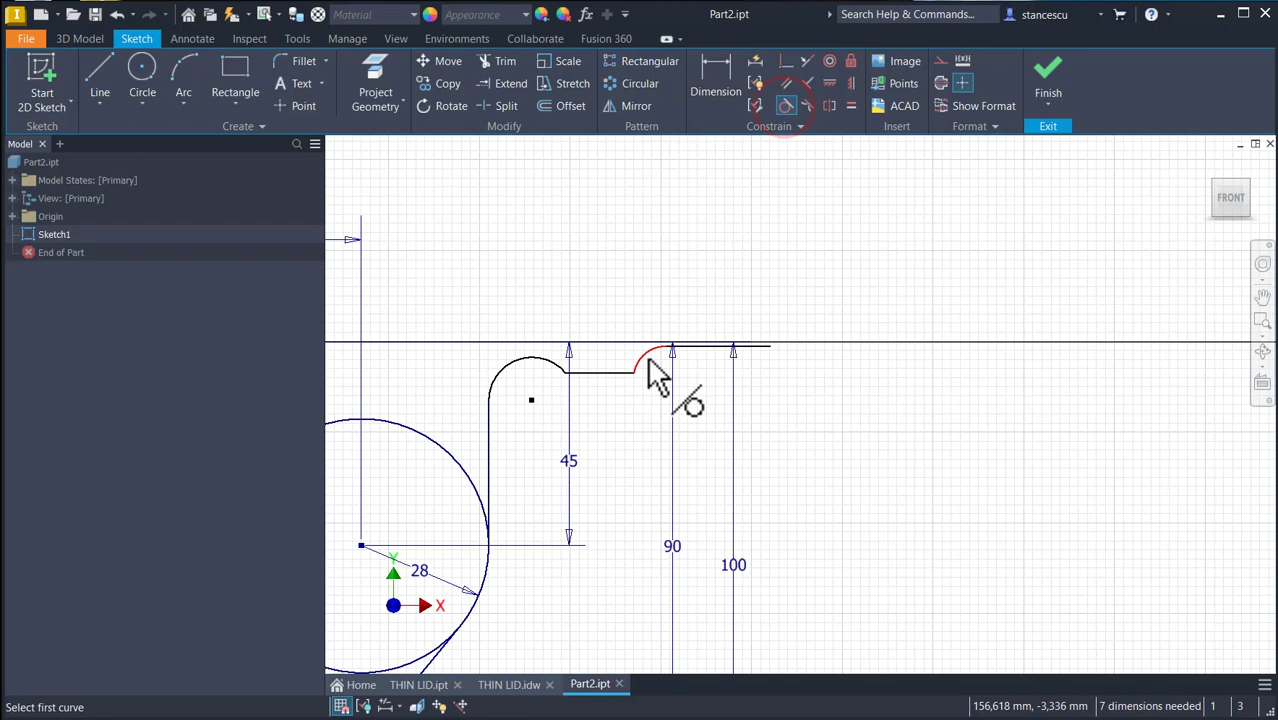 Material
Appearance
fx
Part2.ipt
Search Help & Commands...
stancescu
File
3D Model
Sketch
Annotate
Inspect
Tools
Manage
View
Environments
Collaborate
Fusion 360
Start
2D Sketch
Line
Circle
Arc
Rectangle
Fillet
Text
Point
Project
Geometry
Move
Copy
Rotate
Trim
Extend
Split
Scale
Stretch
Offset
Rectangular
Circular
Mirror
Dimension
Image
Points
ACAD
Show Format
Finish
Sketch
Create
Modify
Pattern
Constrain
Insert
Format
Exit
Model
Part2.ipt
Model States: [Primary]
View: [Primary]
Origin
Sketch1
End of Part
FRONT
45
90
100
28
Y
X
Home
THIN LID.ipt
THIN LID.idw
Part2.ipt
Select first curve
156,618 mm, -3,336 mm
7 dimensions needed
1
3